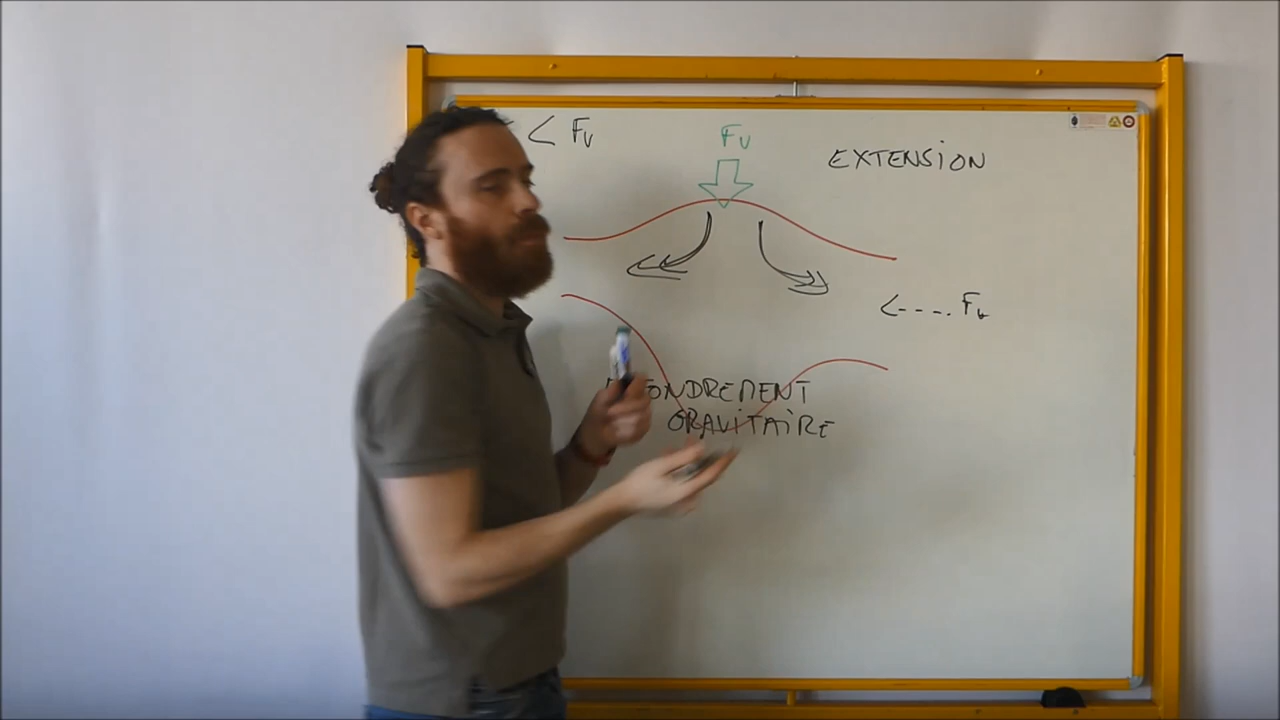 < Fv
Fv
EXTENSION
<----. Fv
ONDREMENT
GRAVITAIRE